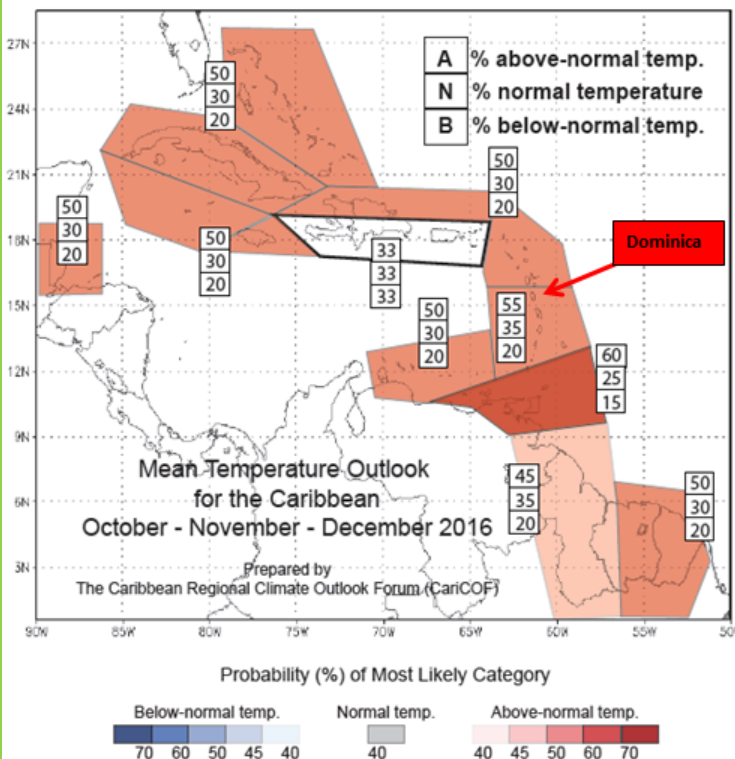 27N
24N
21N
18N
15N
12N
9N
6N
3N
A % above-normal temp.
N % normal temperature
B % below-normal temp.
50
30
20
50
30
20
50
30
20
50
30
20
Dominica
33
33
33
50
30
20
55
35
20
60
25
15
45
35
20
50
30
20
Mean Temperature Outlook
for the Caribbean
October - November - December 2016
Prepared by
The Caribbean Regional Climate Outlook Forum (CariCOF)
90W 85W 80W 75W 70W 65W 60W 55W 50
Probability (%) of Most Likely Category
Below-normal temp. Normal temp. Above-normal temp.
70 60 50 45 40 40 40 45 50 60 70